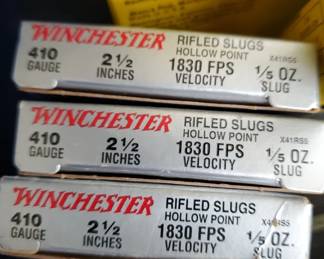 WINCHESTER RIFLED SLUGS
HOLLOW POINT X41RS5
410 GAUGE 2 1/2 INCHES 1830 FPS VELOCITY 1/5 OZ. SLUG
WINCHESTER RIFLED SLUGS
HOLLOW POINT X41RS5
410 GAUGE 2 1/2 INCHES 1830 FPS VELOCITY 1/5 OZ. SLUG
WINCHESTER RIFLED SLUGS
HOLLOW POINT X41RS5
410 GAUGE 2 1/2 INCHES 1830 FPS VELOCITY 1/5 OZ. SLUG